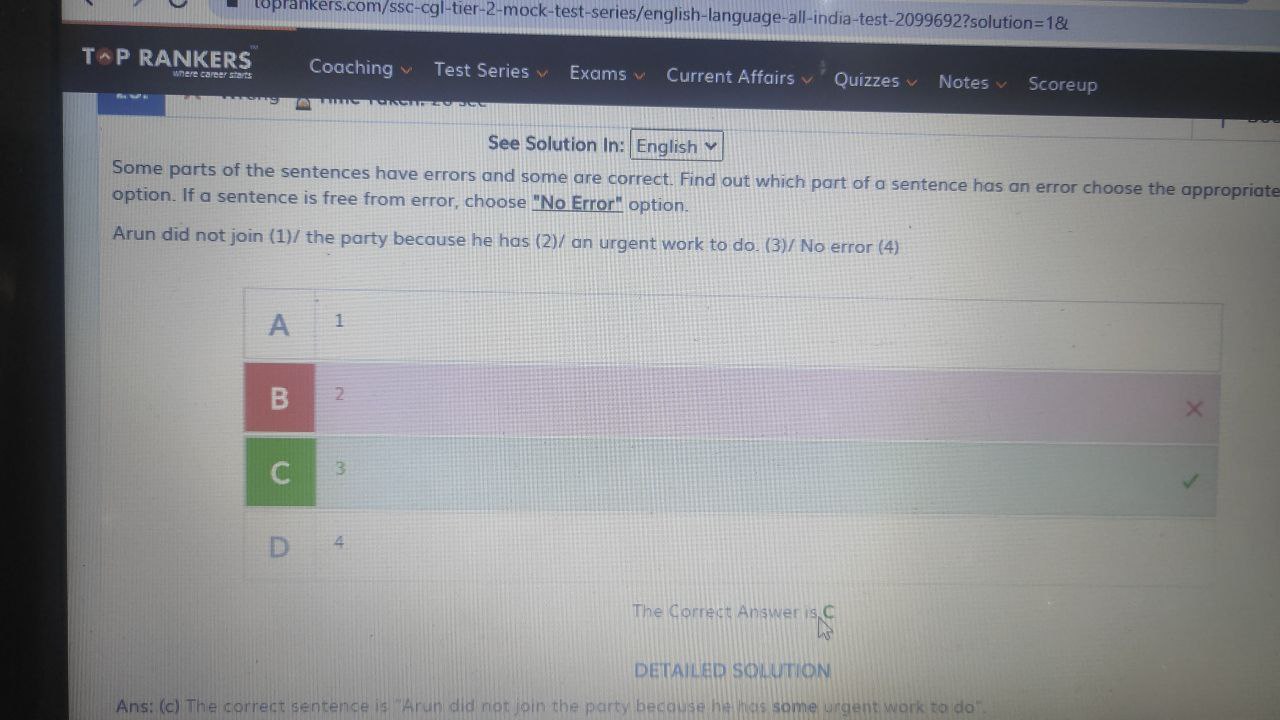 toprankers.com/ssc-cgl-tier-2-mock-test-series/english-language-all-india-test-2099692?solution=1&
TOP RANKERS™
where career starts
Coaching Test Series Exams Current Affairs Quizzes Notes Scoreup
Wrong Time Taken: 20 sec
See Solution In: English
Some parts of the sentences have errors and some are correct. Find out which part of a sentence has an error choose the appropriate
option. If a sentence is free from error, choose "No Error" option.
Arun did not join (1)/ the party because he has (2)/ an urgent work to do. (3)/ No error (4)
A 1
B 2
C 3
D 4
The Correct Answer is C
DETAILED SOLUTION
Ans: (c) The correct sentence is "Arun did not join the party because he has some urgent work to do".